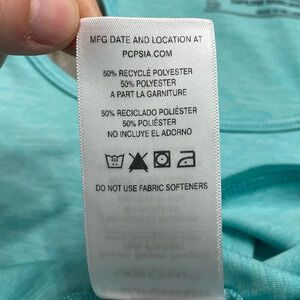 MFG DATE AND LOCATION AT
PCPSIA.COM
50% RECYCLÉ POLYESTER
50% POLYESTER
A PART LA GARNITURE
50% RECICLADO POLIÉSTER
50% POLIÉSTER
NO INCLUYE EL ADORNO
DO NOT USE FABRIC SOFTENERS